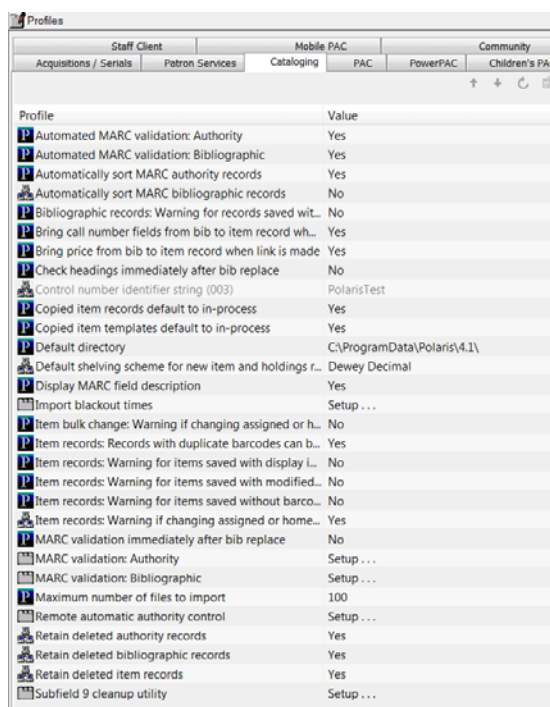 Profiles
Staff Client Mobile PAC Community
Acquisitions / Serials Patron Services Cataloging PAC PowerPAC Children's PA
Profile Value
Automated MARC validation: Authority Yes
Automated MARC validation: Bibliographic Yes
Automatically sort MARC authority records Yes
Automatically sort MARC bibliographic records No
Bibliographic records: Warning for records saved wit... No
Bring call number fields from bib to item record wh... Yes
Bring price from bib to item record when link is made Yes
Check headings immediately after bib replace No
Control number identifier string (003) PolarisTest
Copied item records default to in-process Yes
Copied item templates default to in-process Yes
Default directory C:\ProgramData\Polaris\4.1\
Default shelving scheme for new item and holdings r... Dewey Decimal
Display MARC field description Yes
Import blackout times Setup . . .
Item bulk change: Warning if changing assigned or h... No
Item records: Records with duplicate barcodes can b... Yes
Item records: Warning for items saved with display i... No
Item records: Warning for items saved with modified... No
Item records: Warning for items saved without barco... No
Item records: Warning if changing assigned or home... Yes
MARC validation immediately after bib replace No
MARC validation: Authority Setup . . .
MARC validation: Bibliographic Setup . . .
Maximum number of files to import 100
Remote automatic authority control Setup . . .
Retain deleted authority records Yes
Retain deleted bibliographic records Yes
Retain deleted item records Yes
Subfield 9 cleanup utility Setup . . .